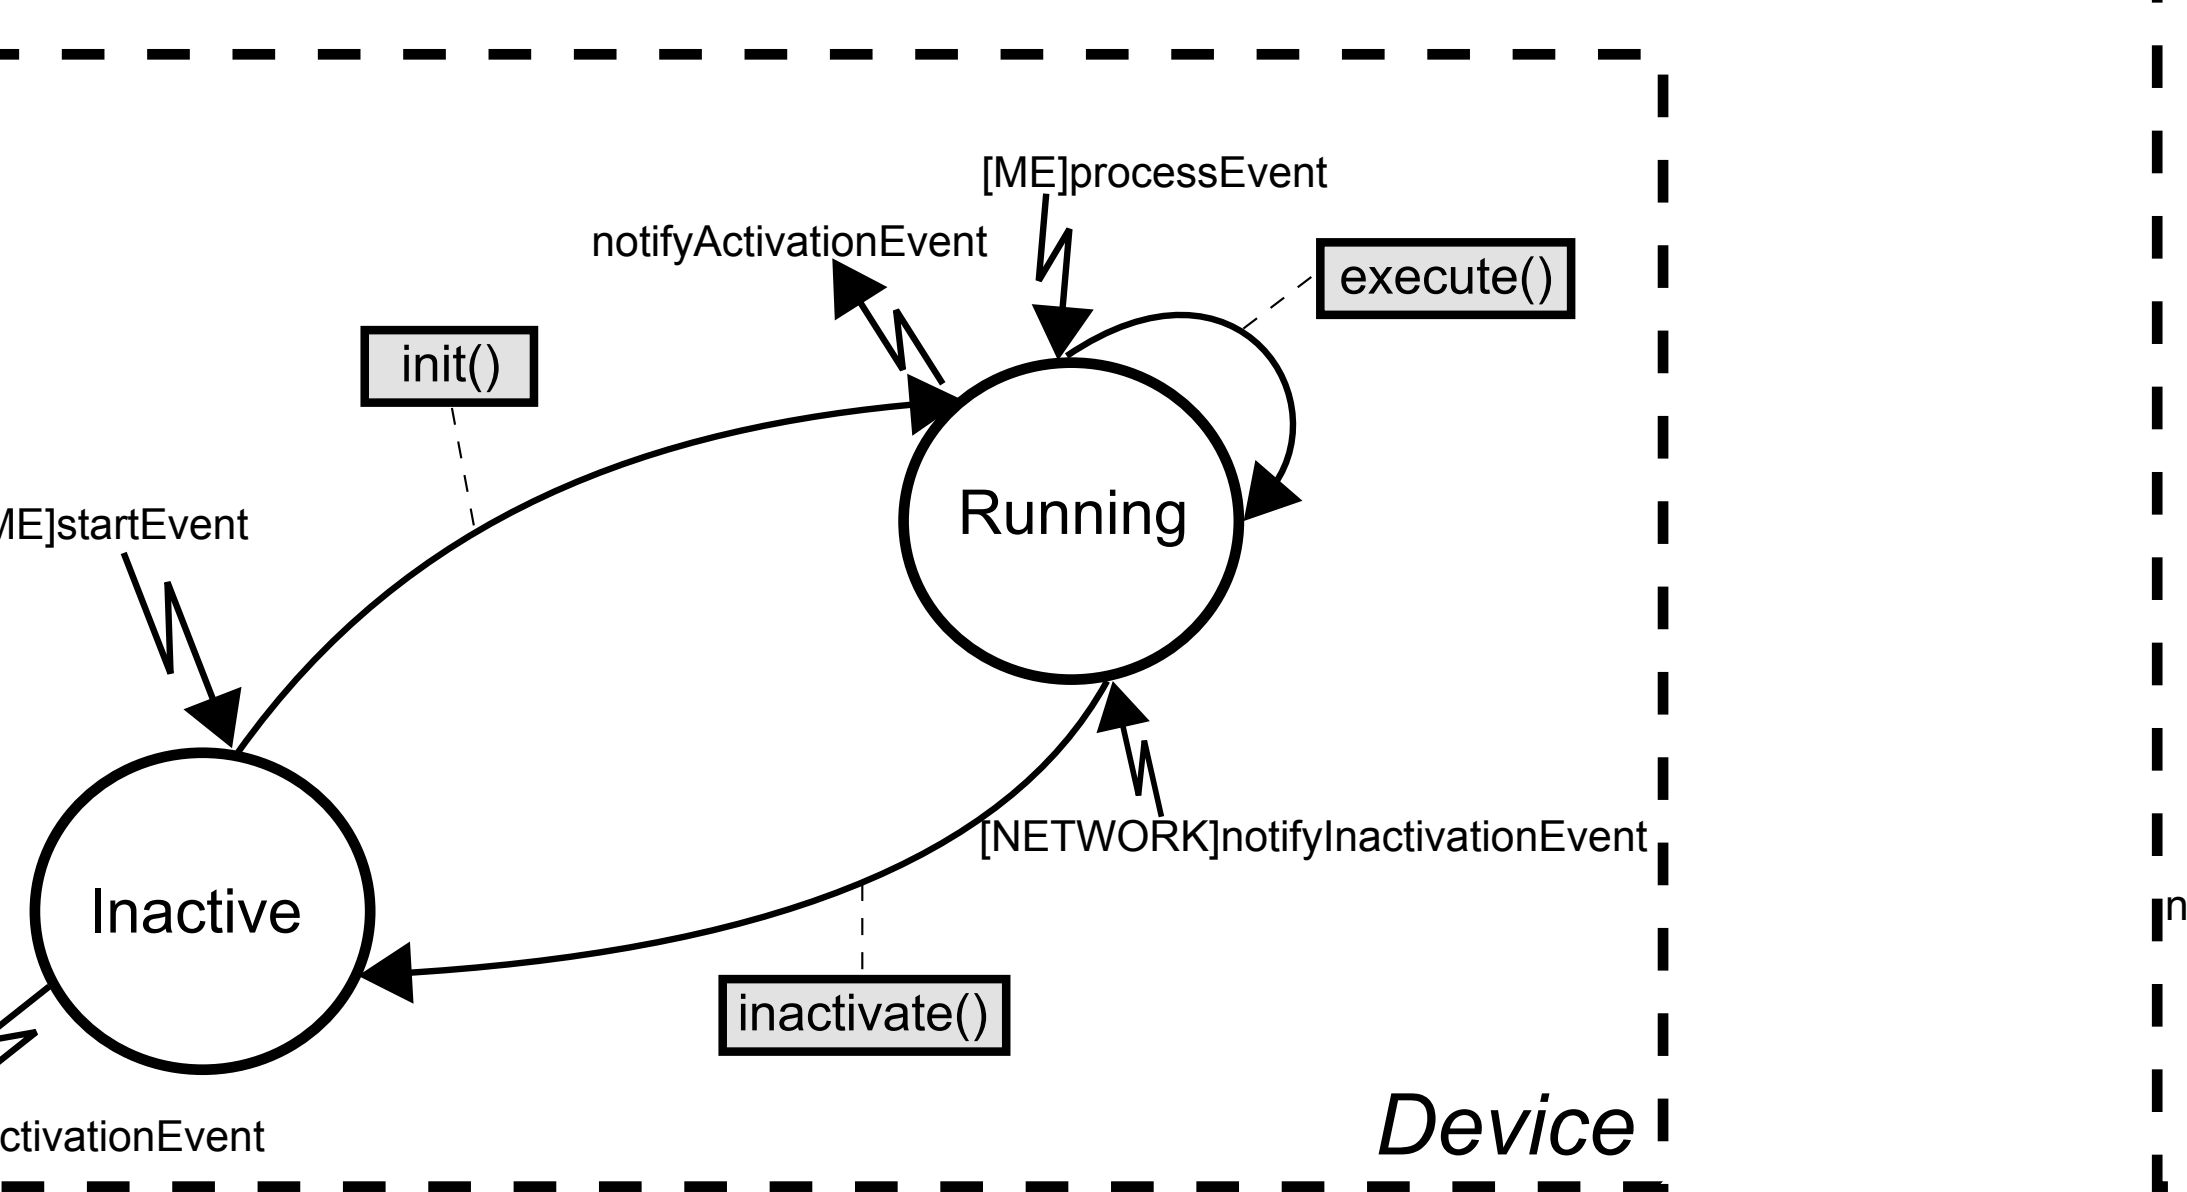 [ME]processEvent
notifyActivationEvent
execute()
init()
ME]startEvent
Running
[NETWORK]notifyInactivationEvent
n
Inactive
inactivate()
Device
ctivationEvent